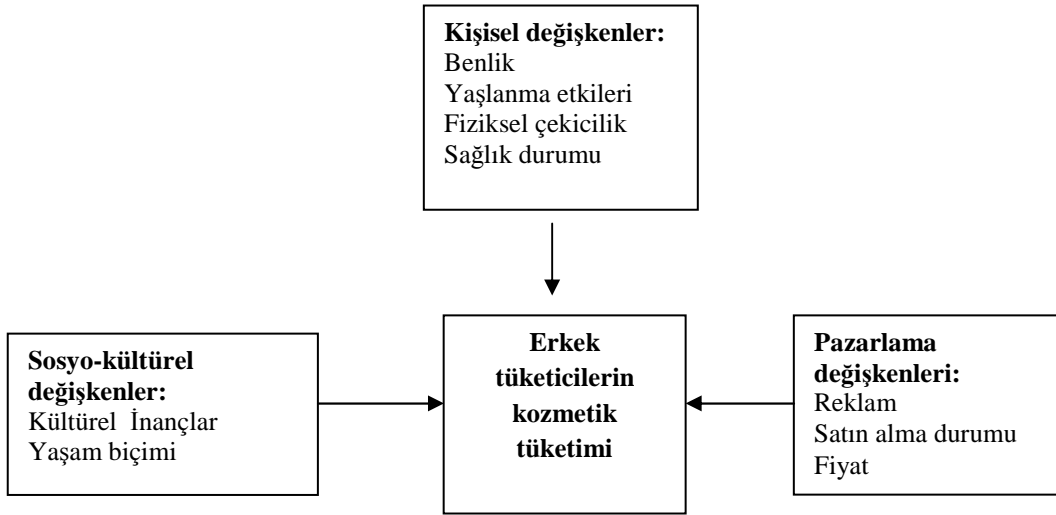 Kişisel değişkenler:
Benlik
Yaşlanma etkileri
Fiziksel çekicilik
Sağlık durumu
Sosyo-kültürel
değişkenler:
Kültürel İnançlar
Yaşam biçimi
Erkek
tüketicilerin
kozmetik
tüketimi
Pazarlama
değişkenleri:
Reklam
Satın alma durumu
Fiyat